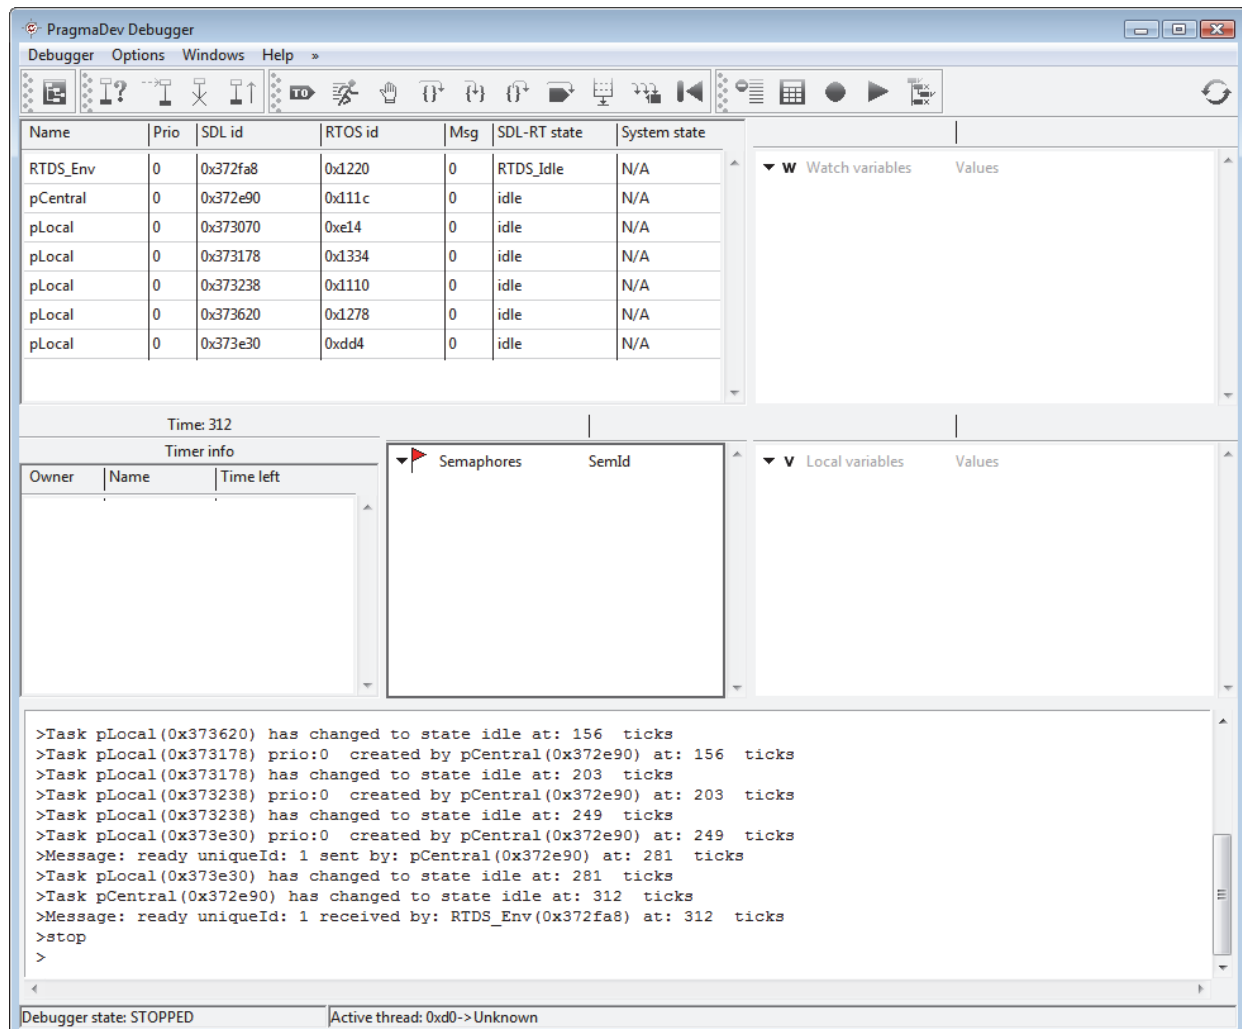 PragmaDev Debugger
Debugger Options Windows Help »
TO
Name Prio SDL id RTOS id Msg SDL-RT state System state
RTDS_Env 0 0x372fa8 0x1220 0 RTDS_Idle N/A
pCentral 0 0x372e90 0x111c 0 idle N/A
pLocal 0 0x373070 0xe14 0 idle N/A
pLocal 0 0x373178 0x1334 0 idle N/A
pLocal 0 0x373238 0x1110 0 idle N/A
pLocal 0 0x373620 0x1278 0 idle N/A
pLocal 0 0x373e30 0xdd4 0 idle N/A
W Watch variables Values
Time: 312
Timer info
Owner Name Time left
Semaphores SemId
V Local variables Values
>Task pLocal(0x373620) has changed to state idle at: 156 ticks
>Task pLocal(0x373178) prio:0 created by pCentral(0x372e90) at: 156 ticks
>Task pLocal(0x373178) has changed to state idle at: 203 ticks
>Task pLocal(0x373238) prio:0 created by pCentral(0x372e90) at: 203 ticks
>Task pLocal(0x373238) has changed to state idle at: 249 ticks
>Task pLocal(0x373e30) prio:0 created by pCentral(0x372e90) at: 249 ticks
>Message: ready uniqueId: 1 sent by: pCentral(0x372e90) at: 281 ticks
>Task pLocal(0x373e30) has changed to state idle at: 281 ticks
>Task pCentral(0x372e90) has changed to state idle at: 312 ticks
>Message: ready uniqueId: 1 received by: RTDS_Env(0x372fa8) at: 312 ticks
>stop
>
Debugger state: STOPPED Active thread: 0xd0->Unknown